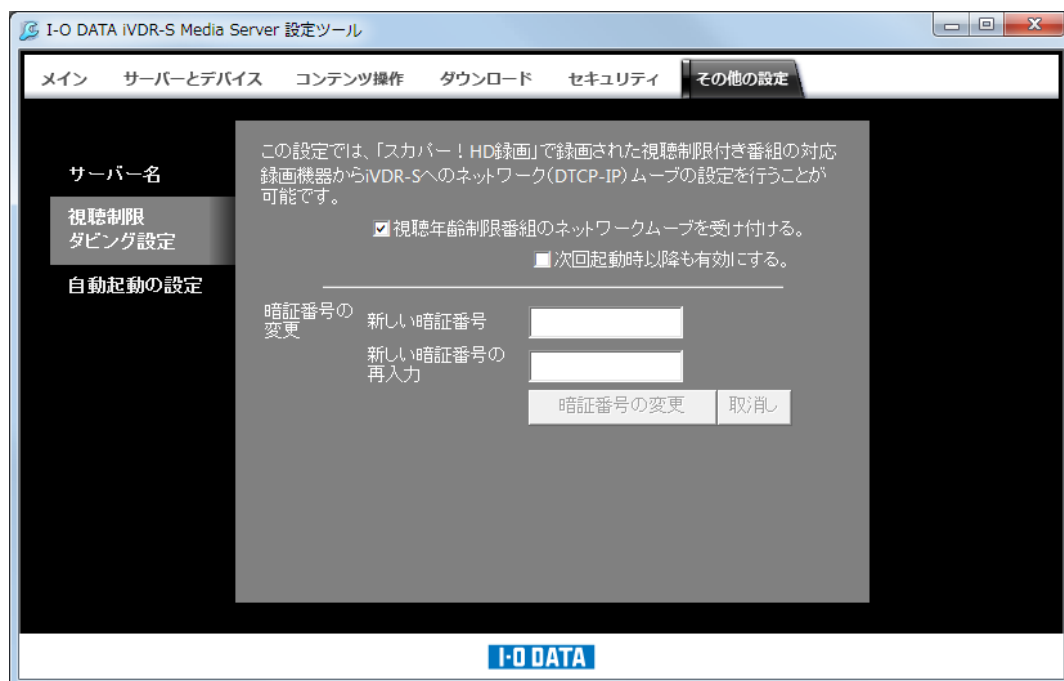 I-O DATA iVDR-S Media Server 設定ツール
メイン サーバーとデバイス コンテンツ操作 ダウンロード セキュリティ その他の設定
サーバー名
視聴制限
ダビング設定
自動起動の設定
この設定では、「スカパー！HD録画」で録画された視聴制限付き番組の対応
録画機器からiVDR-Sへのネットワーク(DTCP-IP)ムーブの設定を行うことが
可能です。
視聴年齢制限番組のネットワークムーブを受け付ける。
次回起動時以降も有効にする。
暗証番号の
変更
新しい暗証番号
新しい暗証番号の
再入力
暗証番号の変更 取消し
I-O DATA